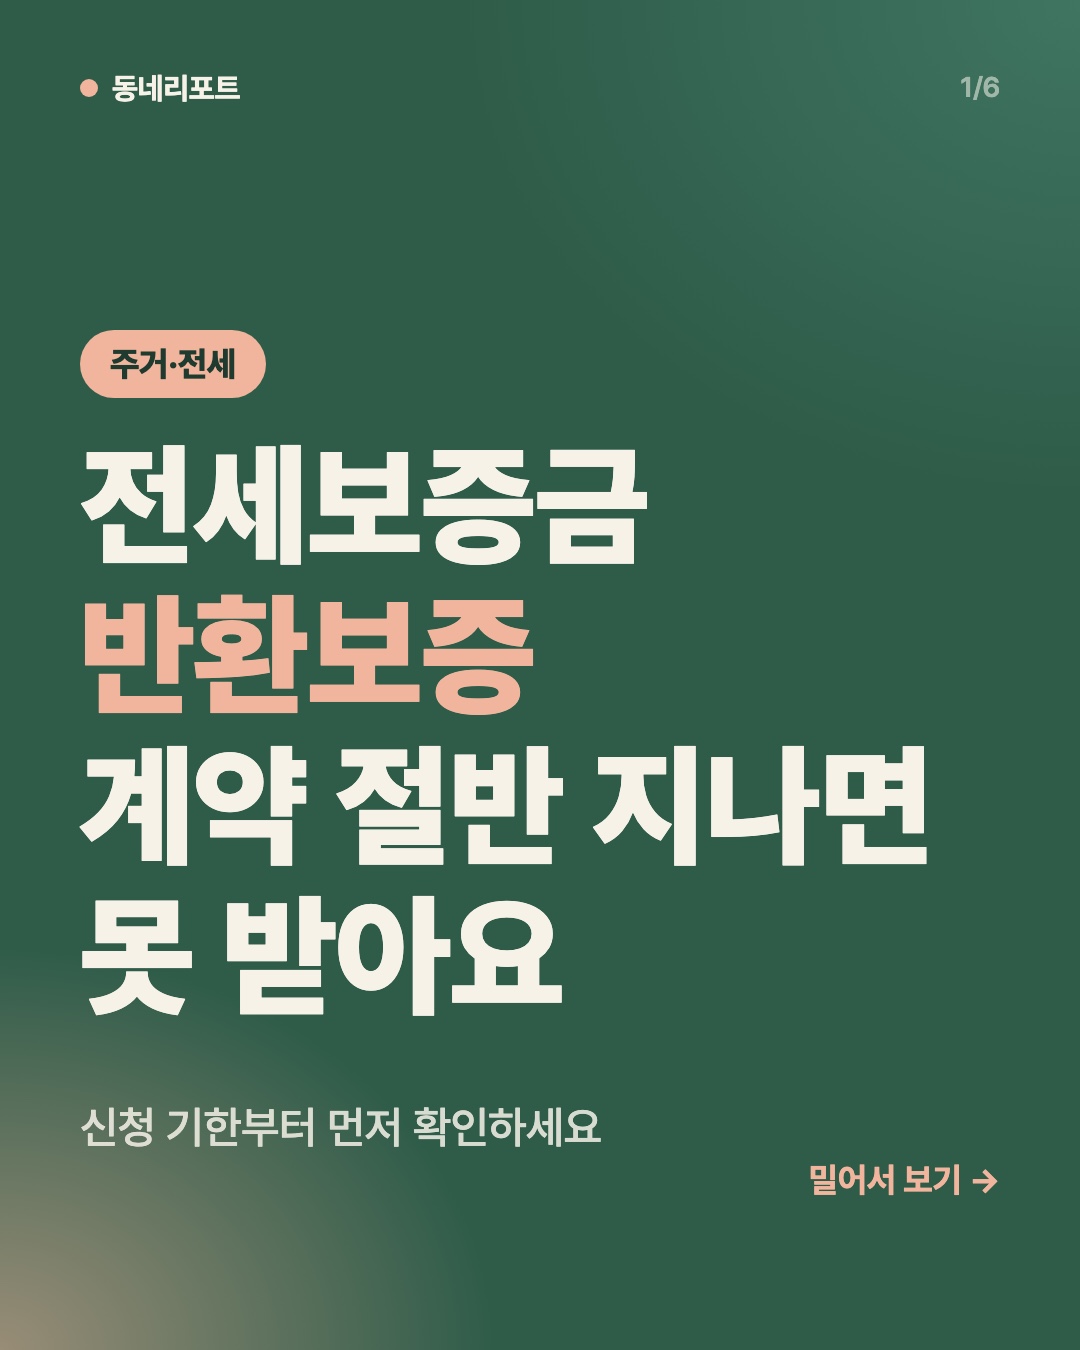 동네리포트
1/6
주거·전세
전세보증금
반환보증
계약 절반 지나면
못 받아요
신청 기한부터 먼저 확인하세요
밀어서 보기 →